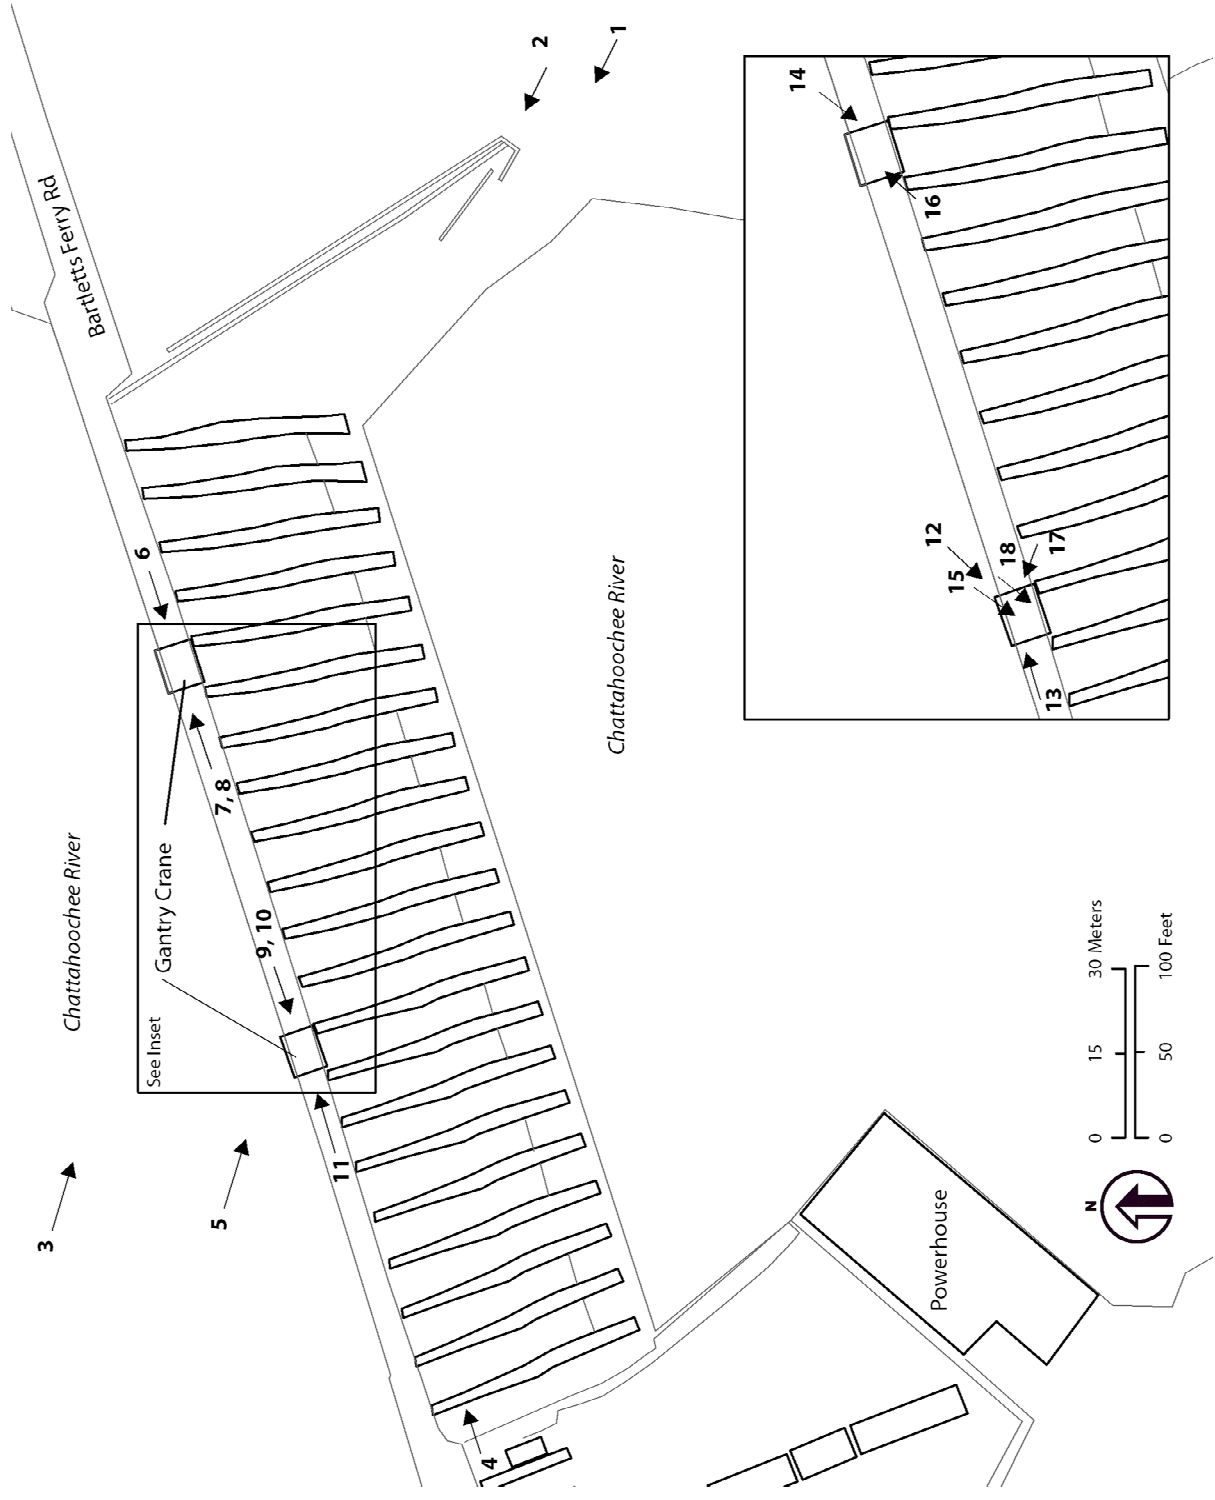 1
2
3
4
5
6
7, 8
9, 10
11
Bartletts Ferry Rd
Chattahoochee River
Chattahoochee River
Gantry Crane
See Inset
Powerhouse
N
0 15 30 Meters
0 50 100 Feet
12
13
14
15
16
17
18